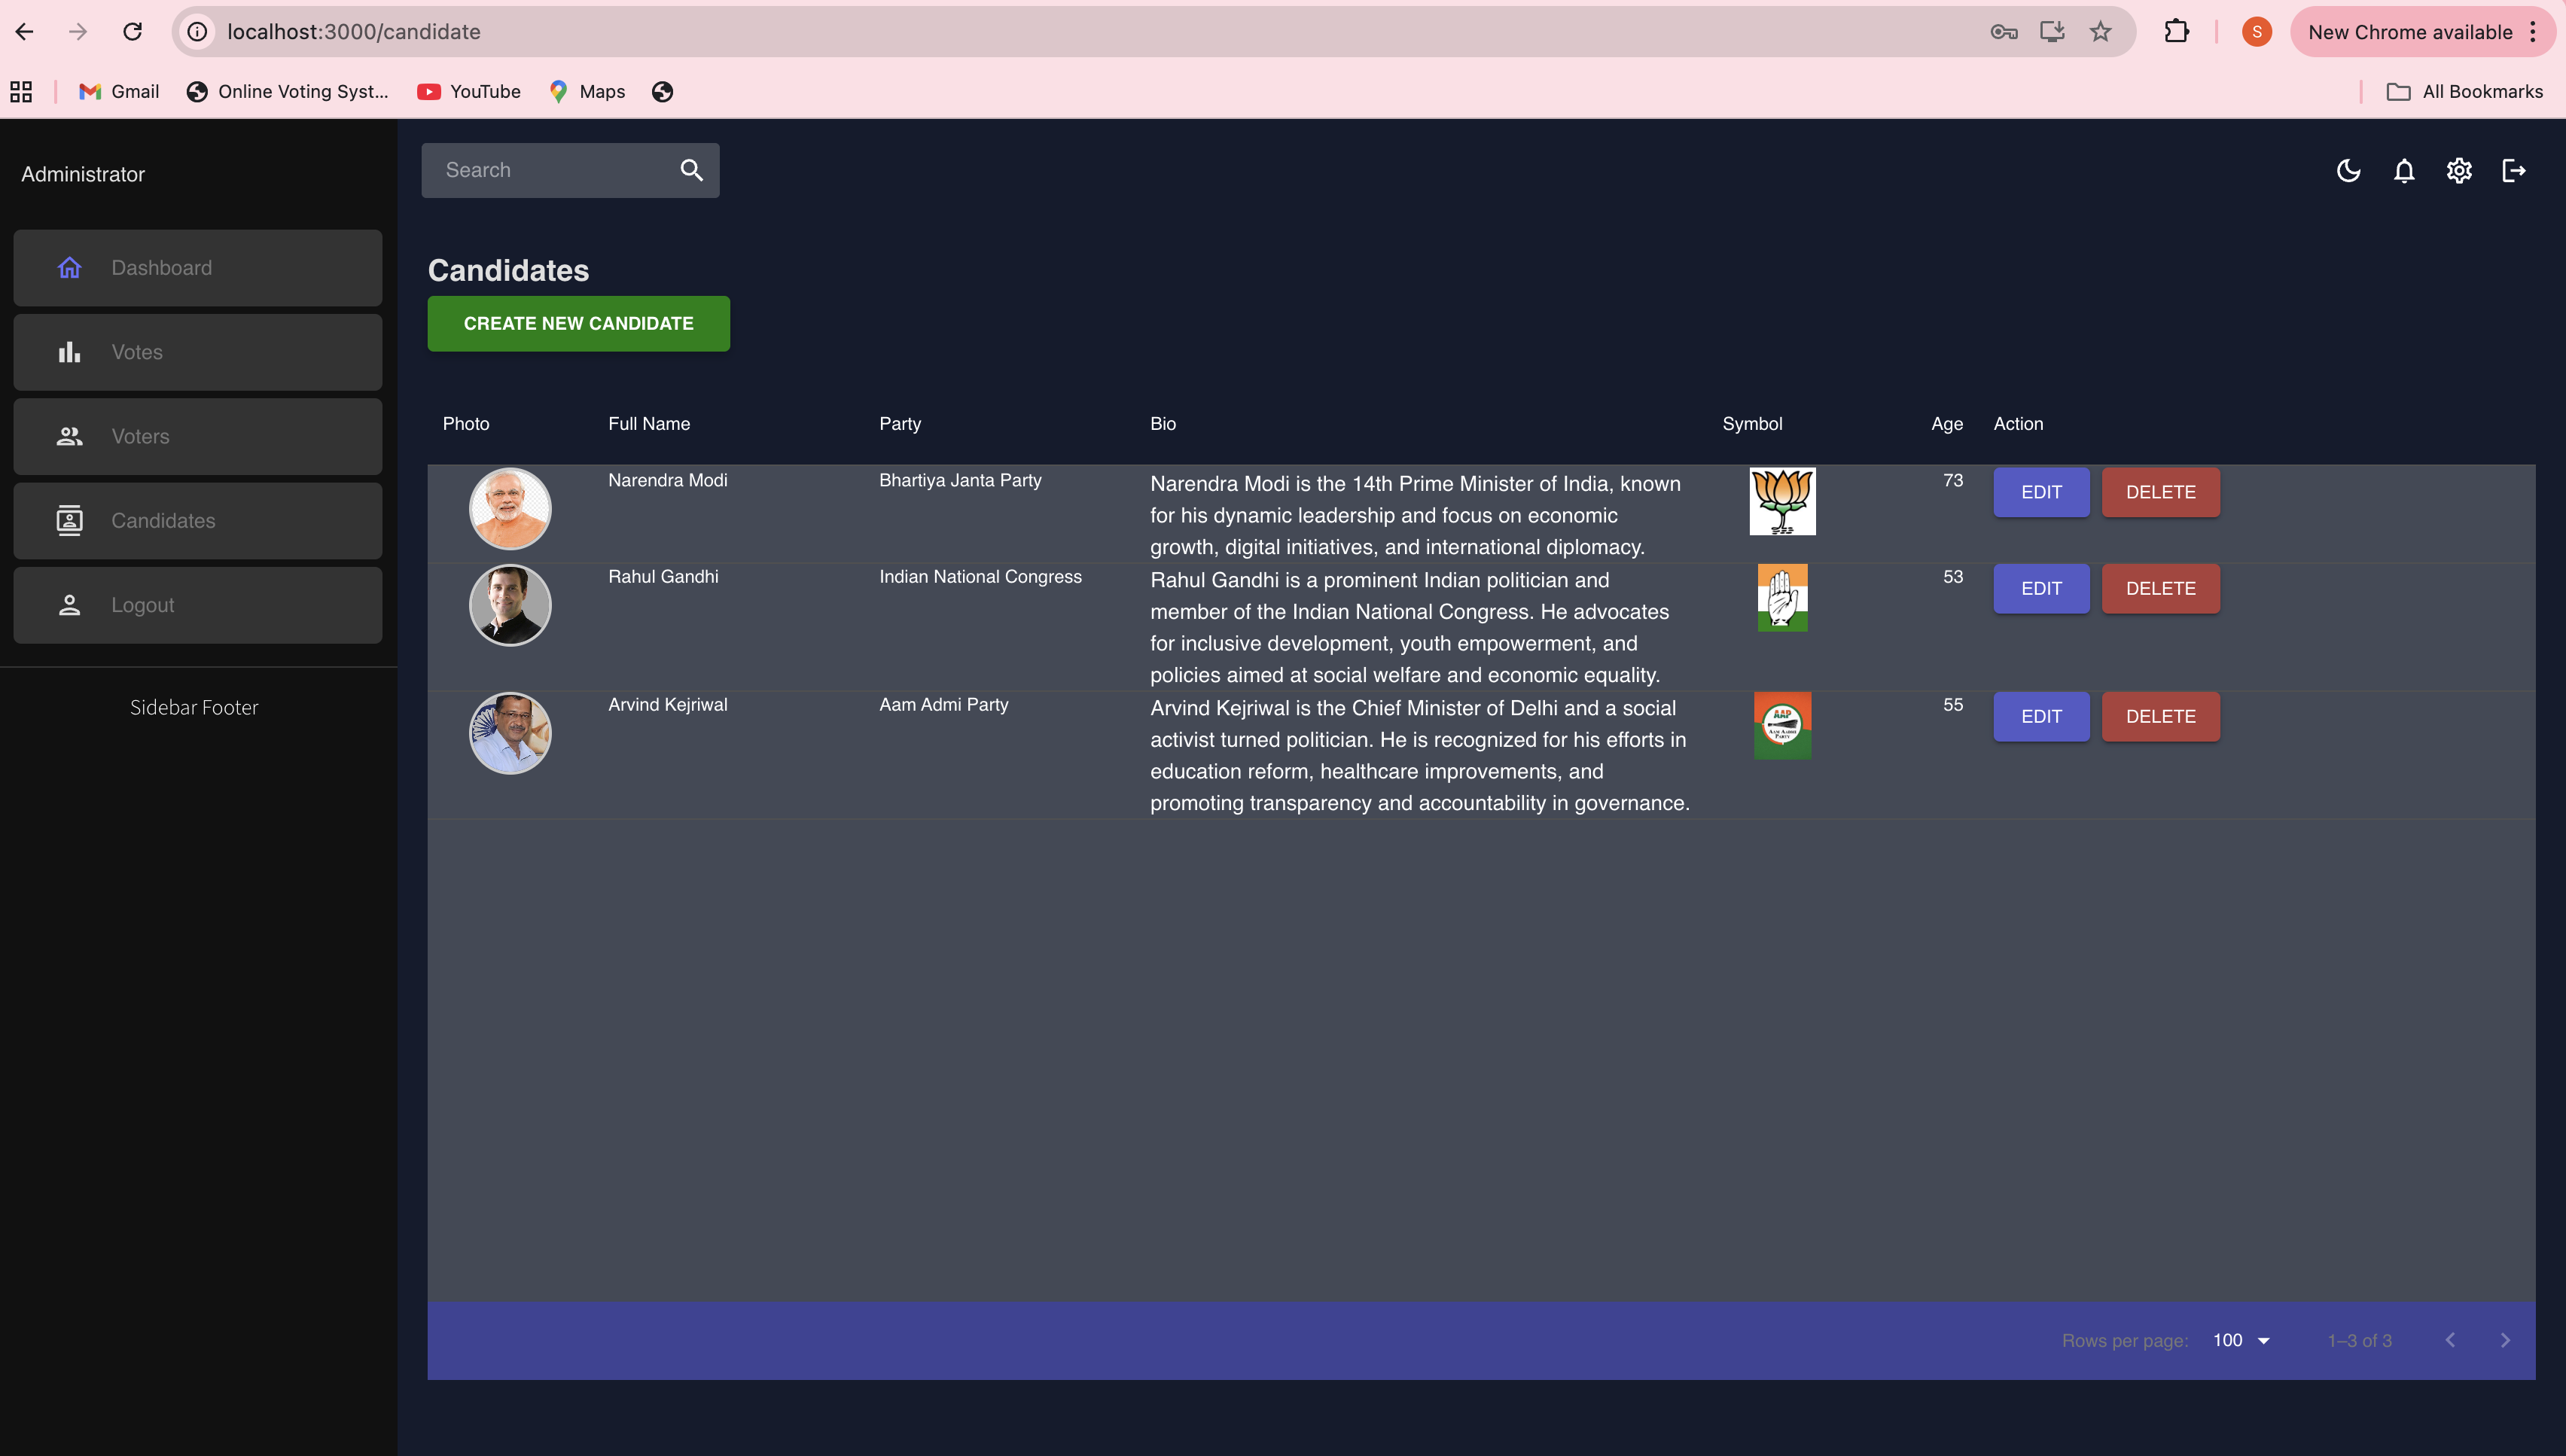 localhost:3000/candidate
S
New Chrome available
Gmail
Online Voting Syst...
YouTube
Maps
All Bookmarks
Administrator
Dashboard
Votes
Voters
Candidates
Logout
Sidebar Footer
Search
Candidates
CREATE NEW CANDIDATE
Photo Full Name Party Bio Symbol Age Action
Narendra Modi
Bhartiya Janta Party
Narendra Modi is the 14th Prime Minister of India, known
for his dynamic leadership and focus on economic
growth, digital initiatives, and international diplomacy.
73
EDIT
DELETE
Rahul Gandhi
Indian National Congress
Rahul Gandhi is a prominent Indian politician and
member of the Indian National Congress. He advocates
for inclusive development, youth empowerment, and
policies aimed at social welfare and economic equality.
53
EDIT
DELETE
Arvind Kejriwal
Aam Admi Party
Arvind Kejriwal is the Chief Minister of Delhi and a social
activist turned politician. He is recognized for his efforts in
education reform, healthcare improvements, and
promoting transparency and accountability in governance.
AAP
AAM AADMI
PARTY
55
EDIT
DELETE
Rows per page: 100
1–3 of 3